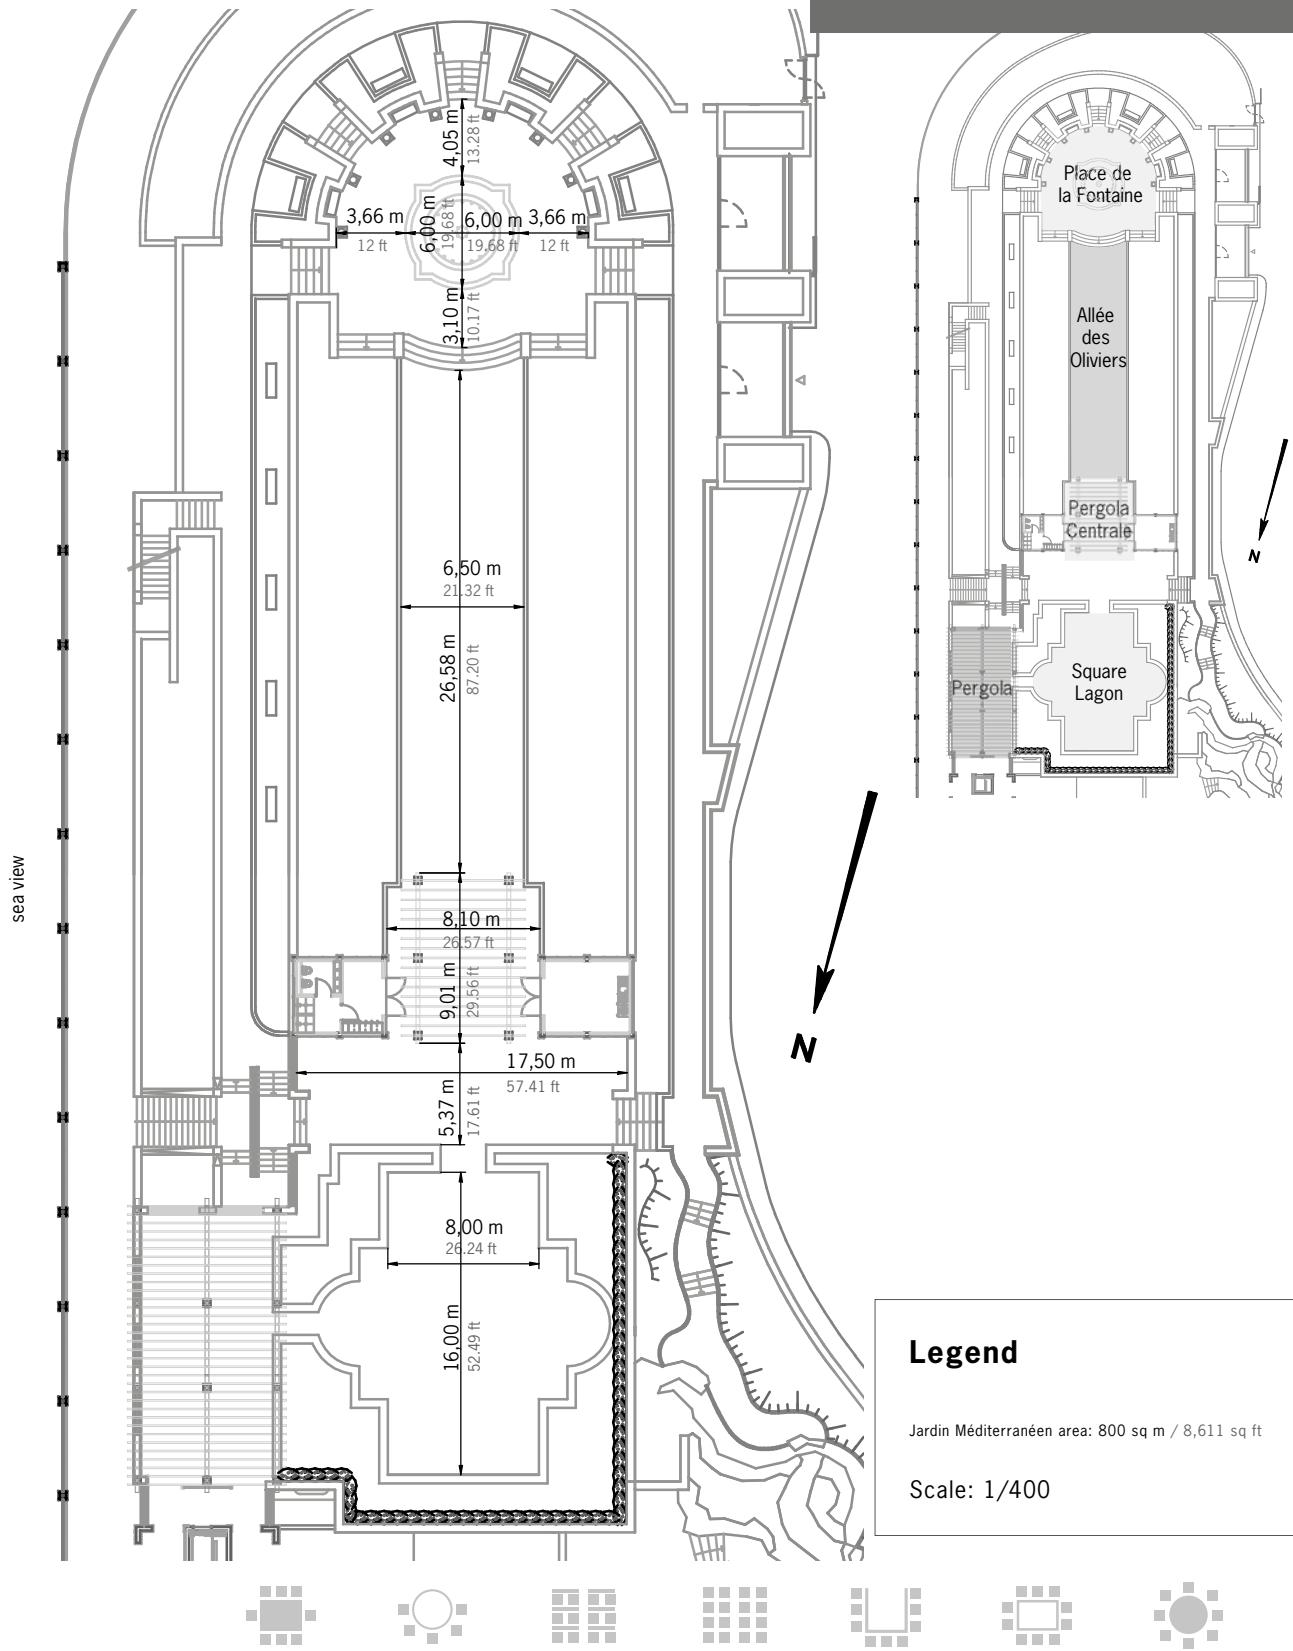 4,05 m
13.28 ft
3,66 m
12 ft
6,00 m
19.68 ft
6,00 m
19.68 ft
3,66 m
12 ft
3,10 m
10.17 ft
6,50 m
21.32 ft
26,58 m
87.20 ft
sea view
8,10 m
26.57 ft
9,01 m
29.56 ft
17,50 m
57.41 ft
5,37 m
17.61 ft
8,00 m
26.24 ft
16,00 m
52.49 ft
N
Place de
la Fontaine
Allée
des
Oliviers
Pergola
Centrale
N
Square
Lagon
Pergola
Legend
Jardin Méditerranéen area: 800 sq m / 8,611 sq ft
Scale: 1/400